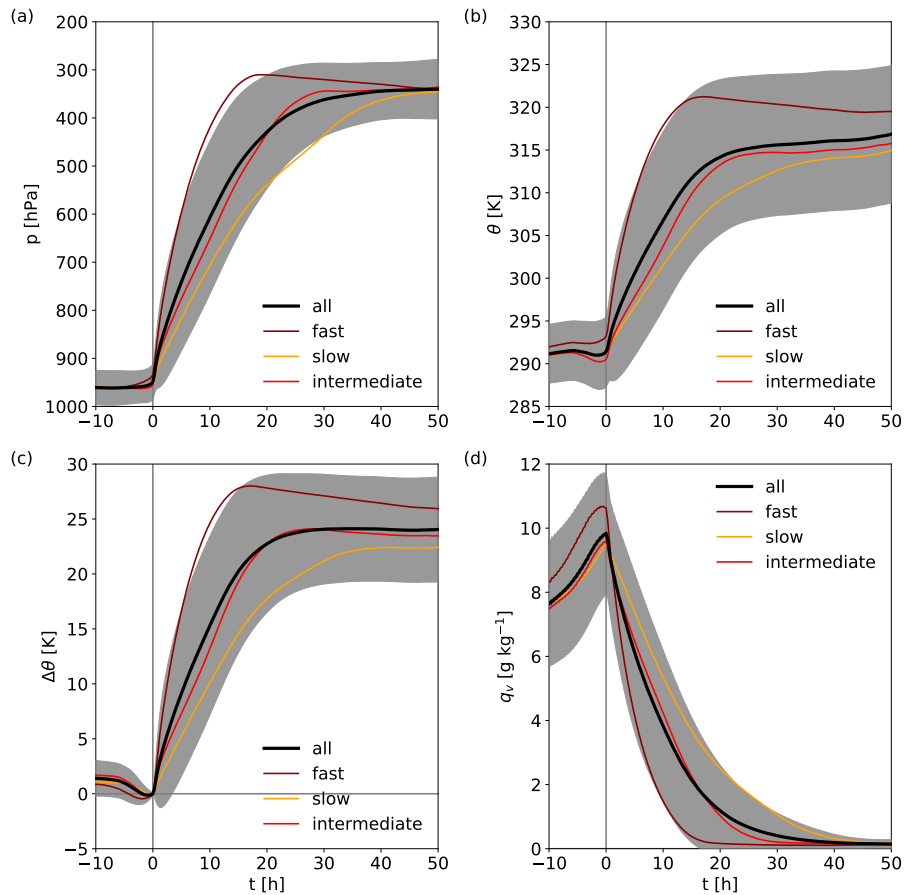 (a)
200
300
400
500
600
700
800
900
1000
p [hPa]
−10 0 10 20 30 40 50
all
fast
slow
intermediate
(b)
330
325
320
315
310
305
300
295
290
285
θ [K]
−10 0 10 20 30 40 50
all
fast
slow
intermediate
(c)
30
25
20
15
10
5
0
−5
Δθ [K]
−10 0 10 20 30 40 50
t [h]
all
fast
slow
intermediate
(d)
12
10
8
6
4
2
0
qᵥ [g kg⁻¹]
−10 0 10 20 30 40 50
t [h]
all
fast
slow
intermediate